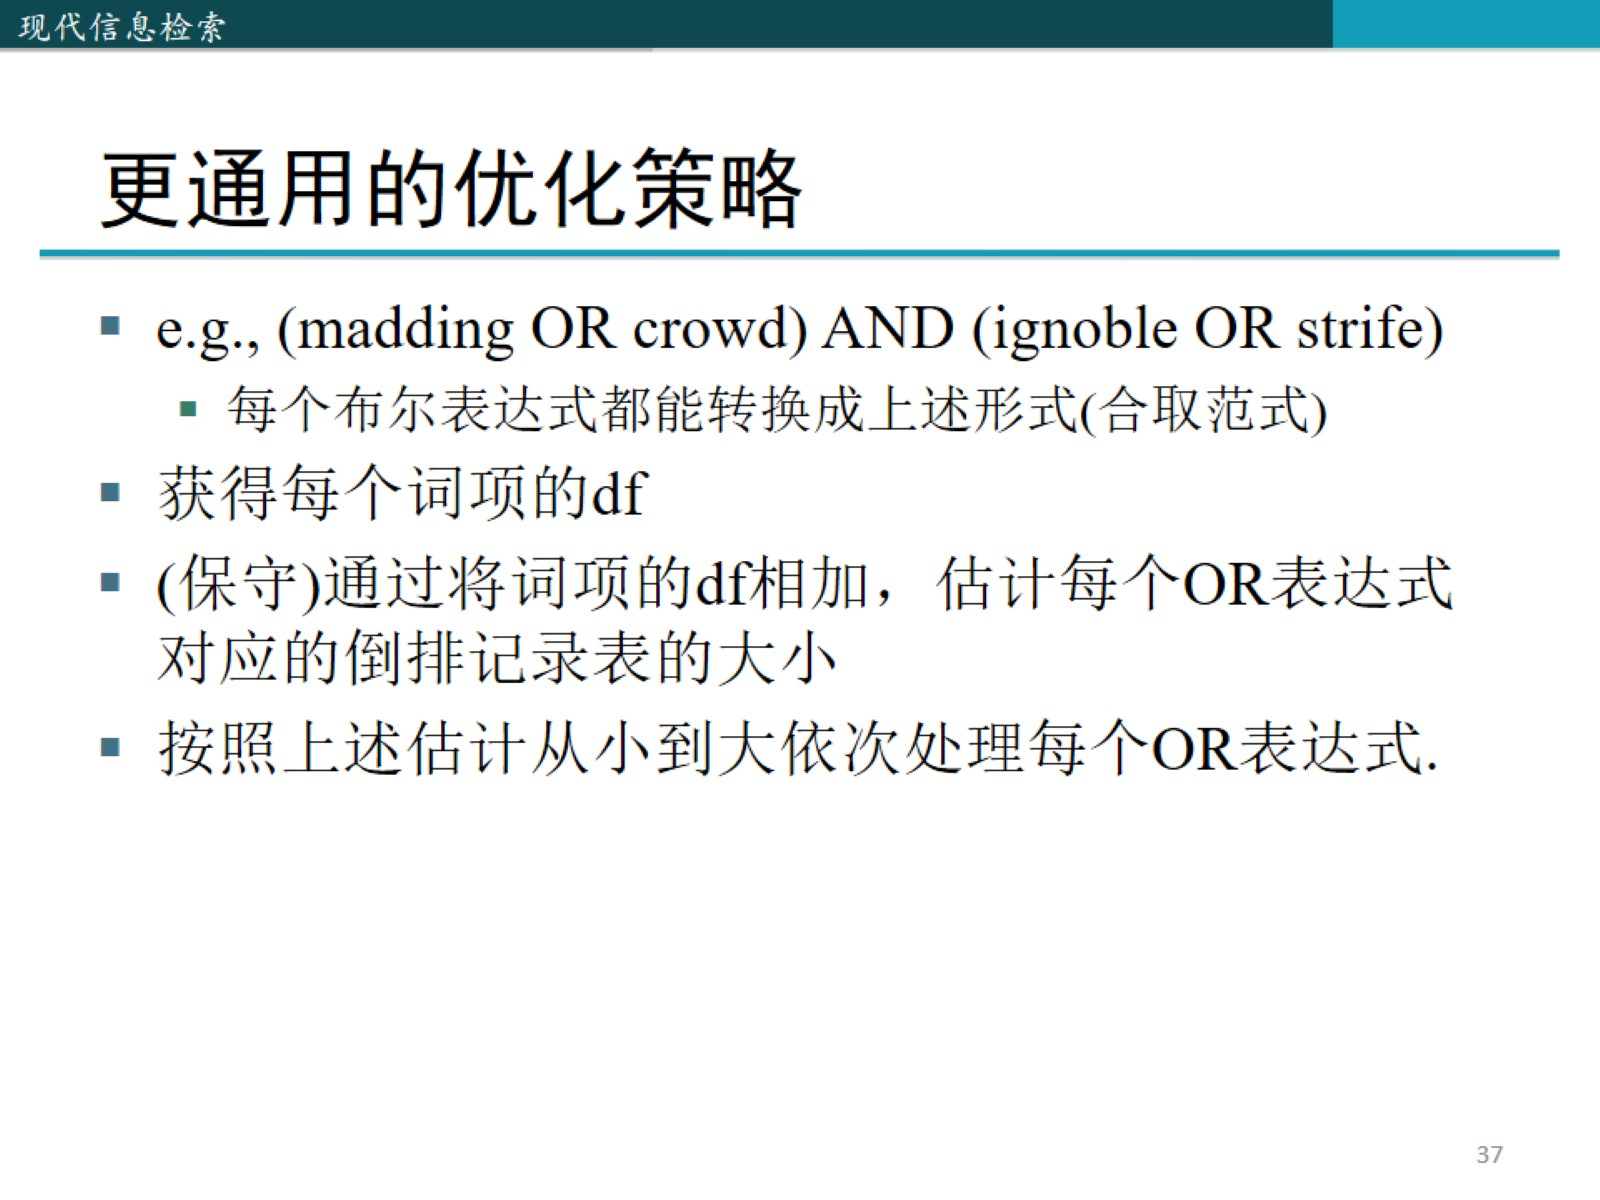 现代信息检索
更通用的优化策略
e.g., (madding OR crowd) AND (ignoble OR strife)
每个布尔表达式都能转换成上述形式(合取范式)
获得每个词项的df
(保守)通过将词项的df相加，估计每个OR表达式
对应的倒排记录表的大小
按照上述估计从小到大依次处理每个OR表达式.
37